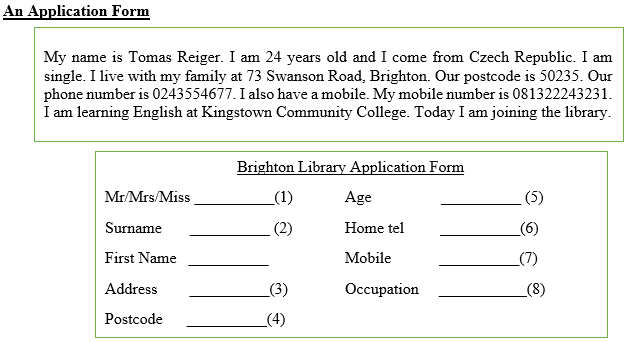 An Application Form
My name is Tomas Reiger. I am 24 years old and I come from Czech Republic. I am
single. I live with my family at 73 Swanson Road, Brighton. Our postcode is 50235. Our
phone number is 0243554677. I also have a mobile. My mobile number is 081322243231.
I am learning English at Kingstown Community College. Today I am joining the library.
Brighton Library Application Form
Mr/Mrs/Miss __________(1) Age __________ (5)
Surname __________ (2) Home tel __________(6)
First Name __________ Mobile __________(7)
Address __________(3) Occupation __________(8)
Postcode __________(4)